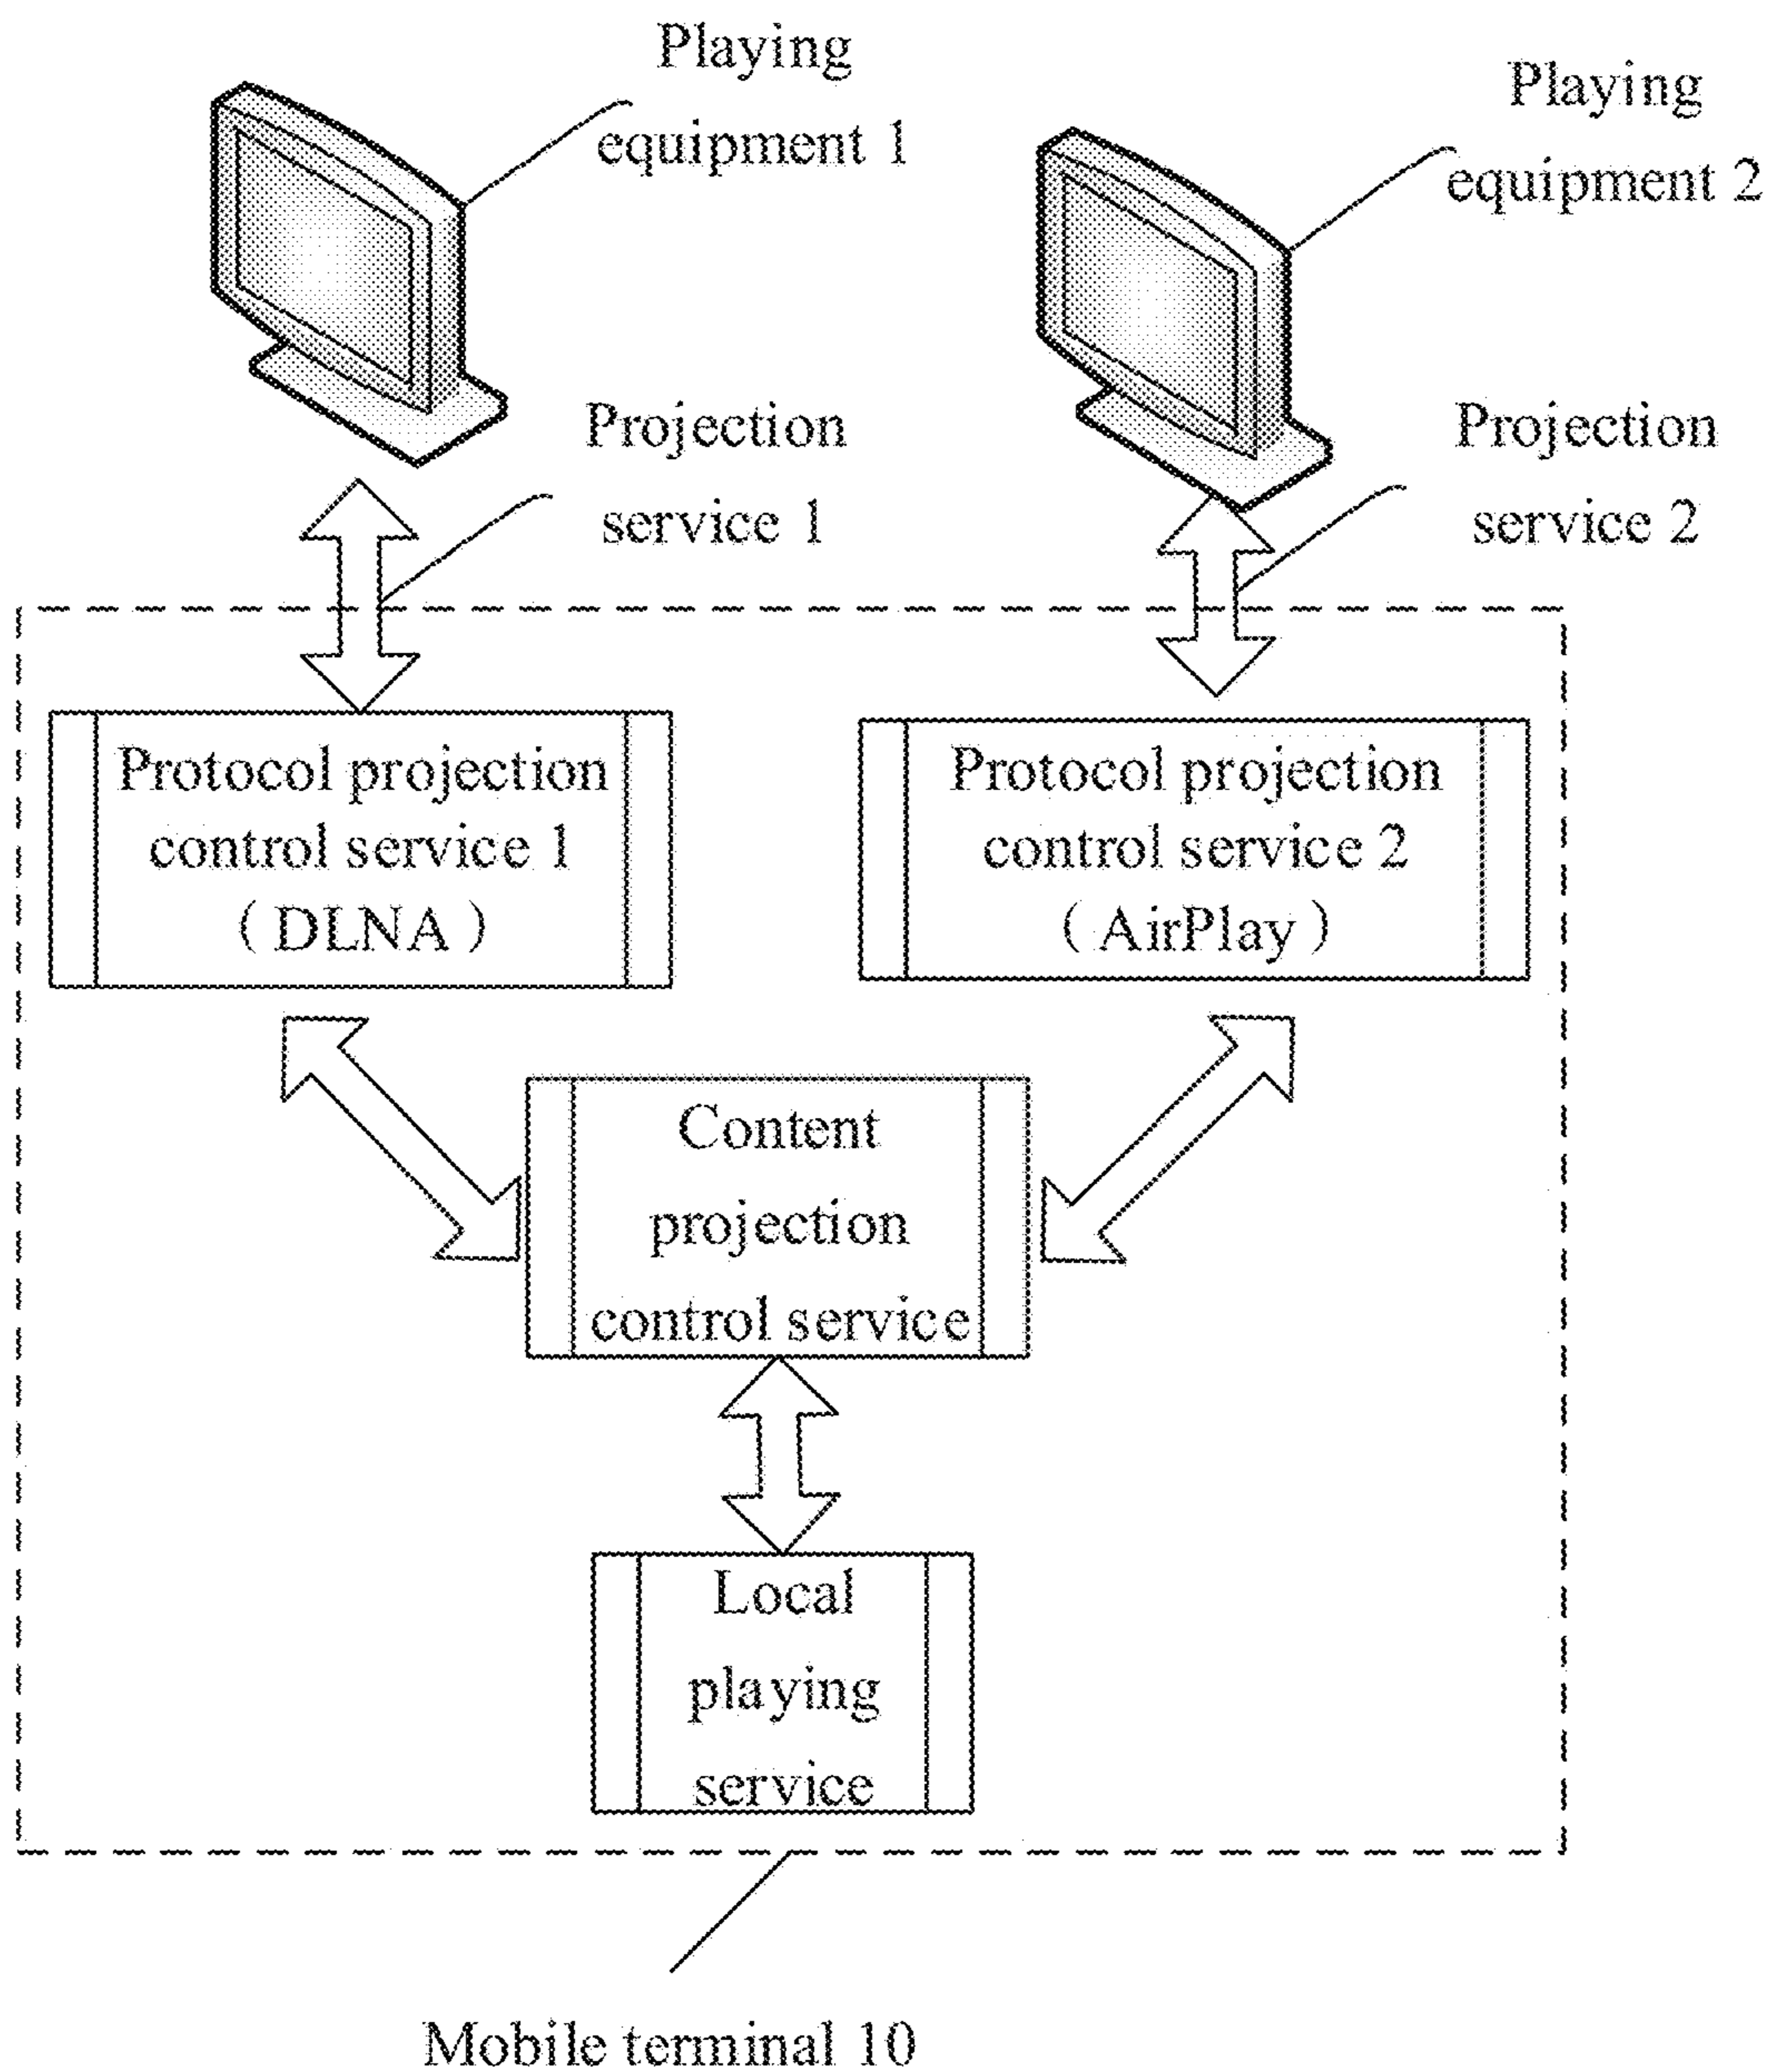 Playing
equipment 1
Playing
equipment 2
Projection
service 1
Projection
service 2
Protocol projection
control service 1
( DLNA )
Protocol projection
control service 2
( AirPlay )
Content
projection
control service
Local
playing
service
Mobile terminal 10